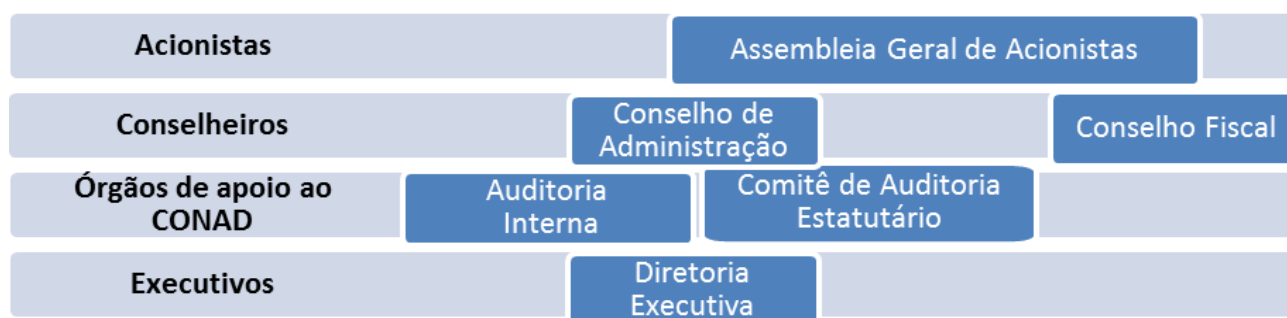 Acionistas
Assembleia Geral de Acionistas
Conselheiros
Conselho de
Administração
Conselho Fiscal
Órgãos de apoio ao
CONAD
Auditoria
Interna
Comitê de Auditoria
Estatutário
Executivos
Diretoria
Executiva